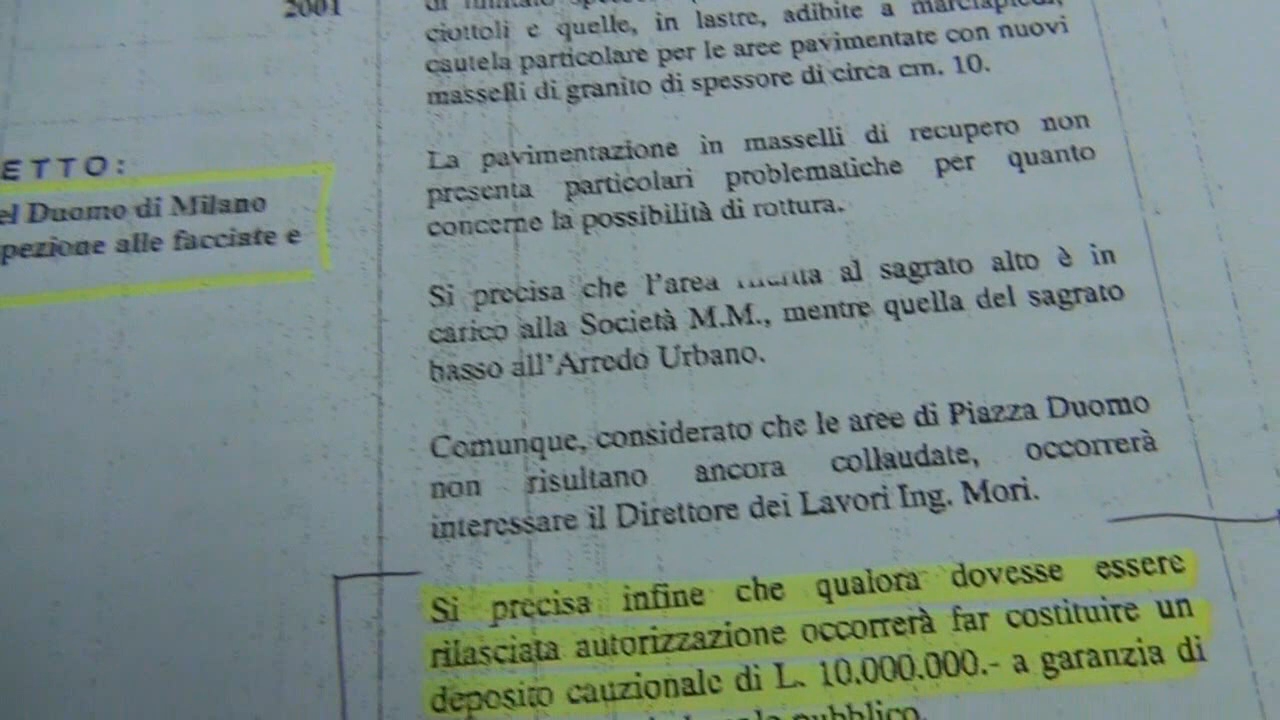 2001
ETTO:
el Duomo di Milano
pezione alle facciate e
ciottoli e quelle, in lastre, adibite a marciapiedi,
cautela particolare per le aree pavimentate con nuovi
masselli di granito di spessore di circa cm. 10.
La pavimentazione in masselli di recupero non
presenta particolari problematiche per quanto
concerne la possibilità di rottura.
Si precisa che l'area al sagrato alto è in
carico alla Società M.M., mentre quella del sagrato
basso all'Arredo Urbano.
Comunque, considerato che le aree di Piazza Duomo
non risultano ancora collaudate, occorrerà
interessare il Direttore dei Lavori Ing. Mori.
Si precisa infine che qualora dovesse essere
rilasciata autorizzazione occorrerà far costituire un
deposito cauzionale di L. 10.000.000.- a garanzia di
pubblico.